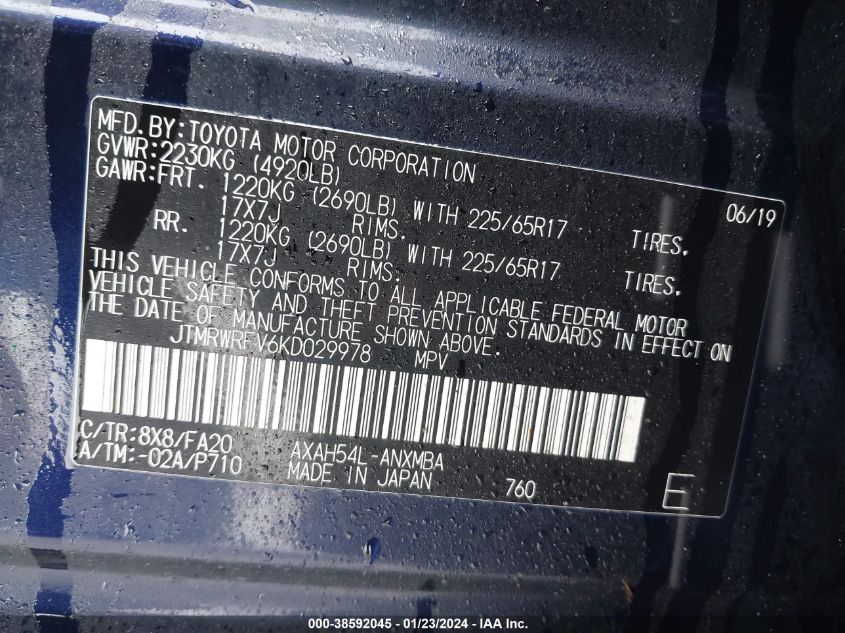 MFD. BY: TOYOTA MOTOR CORPORATION 06/19
GVWR:2230KG (4920LB)
GAWR:FRT. 1220KG (2690LB) WITH 225/65R17 TIRES,
17X7J RIMS,
RR. 1220KG (2690LB) WITH 225/65R17 TIRES,
17X7J RIMS,
THIS VEHICLE CONFORMS TO ALL APPLICABLE FEDERAL MOTOR
VEHICLE SAFETY AND THEFT PREVENTION STANDARDS IN EFFECT ON
THE DATE OF MANUFACTURE SHOWN ABOVE.
JTMRWRFV6KD029978 MPV
C/TR:8X8/FA20 AXAH54L-ANXMBA
A/TM:-02A/P710 MADE IN JAPAN 760 E
000-38592045 - 01/23/2024 - IAA Inc.